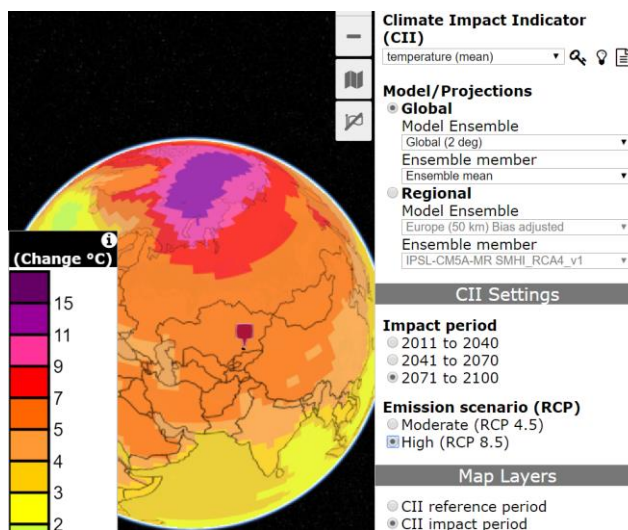 Climate Impact Indicator
(CII)
temperature (mean)
Model/Projections
Global
Model Ensemble
Global (2 deg)
Ensemble member
Ensemble mean
Regional
Model Ensemble
Europe (50 km) Bias adjusted
Ensemble member
IPSL-CM5A-MR SMHI_RCA4_v1
CII Settings
Impact period
2011 to 2040
2041 to 2070
2071 to 2100
Emission scenario (RCP)
Moderate (RCP 4.5)
High (RCP 8.5)
Map Layers
CII reference period
CII impact period
i
(Change °C)
15
11
9
7
5
4
3
2